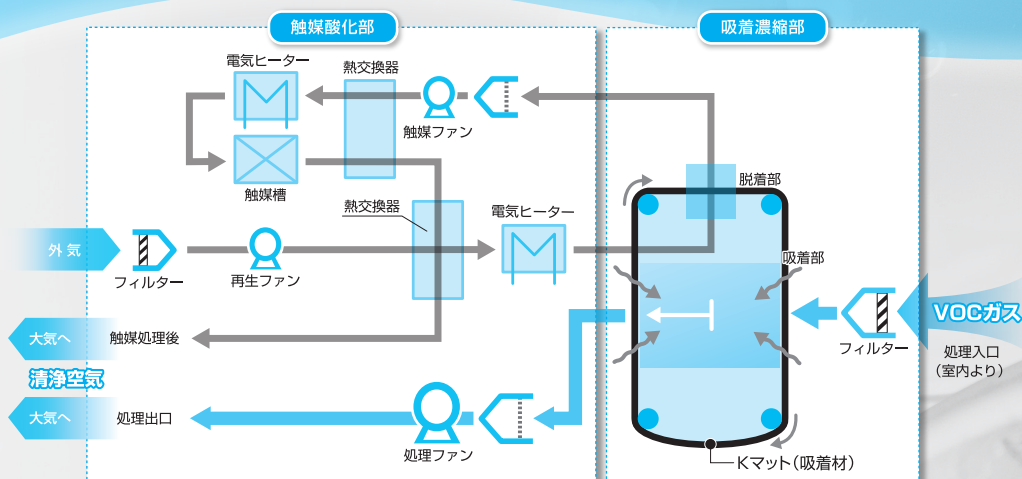 触媒酸化部
吸着濃縮部
電気ヒーター
熱交換器
触媒ファン
触媒槽
脱着部
熱交換器
電気ヒーター
外気
フィルター
再生ファン
吸着部
VOCガス
フィルター
処理入口
（室内より）
大気へ
触媒処理後
清浄空気
大気へ
処理出口
処理ファン
Kマット（吸着材）